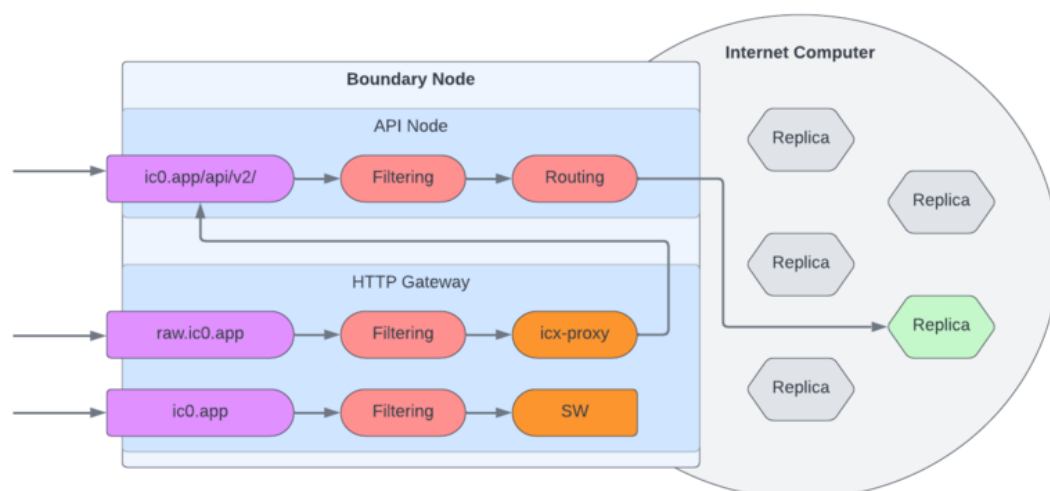 Internet Computer
Boundary Node
API Node
ic0.app/api/v2/
Filtering
Routing
HTTP Gateway
raw.ic0.app
Filtering
icx-proxy
ic0.app
Filtering
SW
Replica
Replica
Replica
Replica
Replica